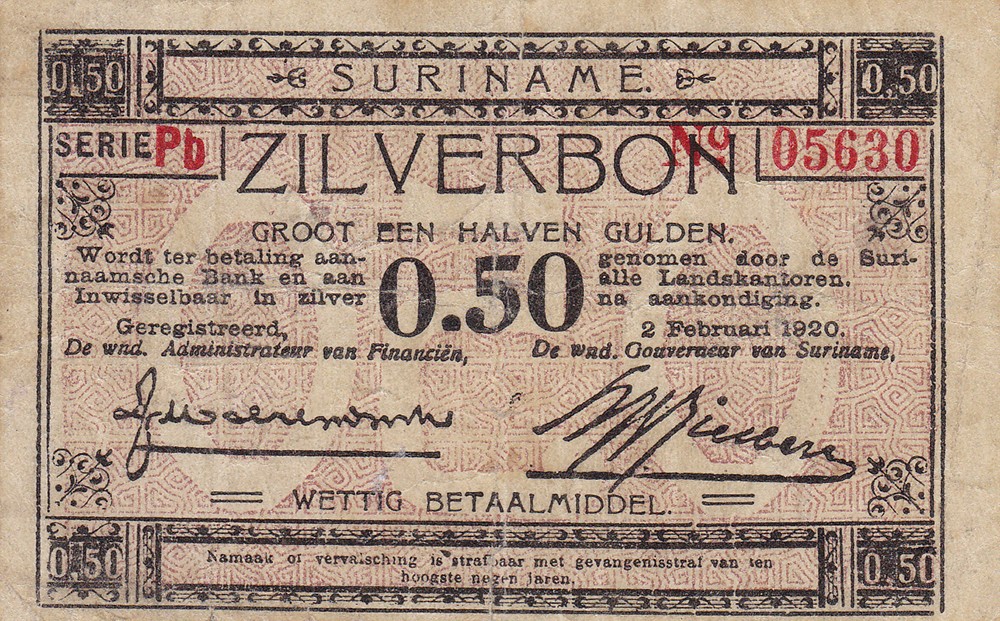 0.50 SURINAME. 0.50
SERIE Pb ZILVERBON Nº 05630
GROOT EEN HALVEN GULDEN.
Wordt ter betaling aan- genomen door de Suri-
naamsche Bank en aan 0.50 alle Landskantoren.
Inwisselbaar in zilver na aankondiging.
Geregistreerd, 2 Februari 1920.
De wnd. Administrateur van Financiën, De wnd. Gouverneur van Suriname,
WETTIG BETAALMIDDEL.
0.50 Namaak of vervalsching is strafbaar met gevangenisstraf van ten 0.50
hoogste negen jaren.